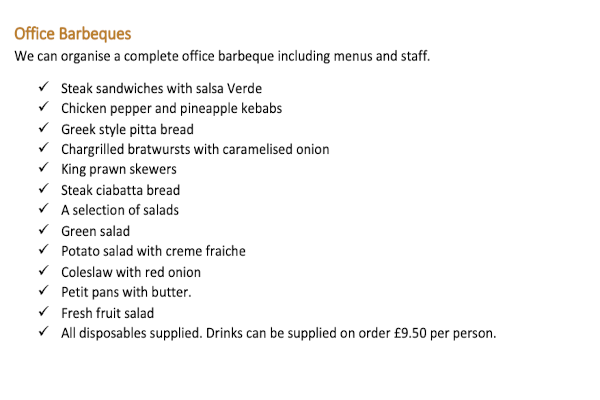 Office Barbeques
We can organise a complete office barbeque including menus and staff.
✓ Steak sandwiches with salsa Verde
✓ Chicken pepper and pineapple kebabs
✓ Greek style pitta bread
✓ Chargrilled bratwursts with caramelised onion
✓ King prawn skewers
✓ Steak ciabatta bread
✓ A selection of salads
✓ Green salad
✓ Potato salad with creme fraiche
✓ Coleslaw with red onion
✓ Petit pans with butter.
✓ Fresh fruit salad
✓ All disposables supplied. Drinks can be supplied on order £9.50 per person.